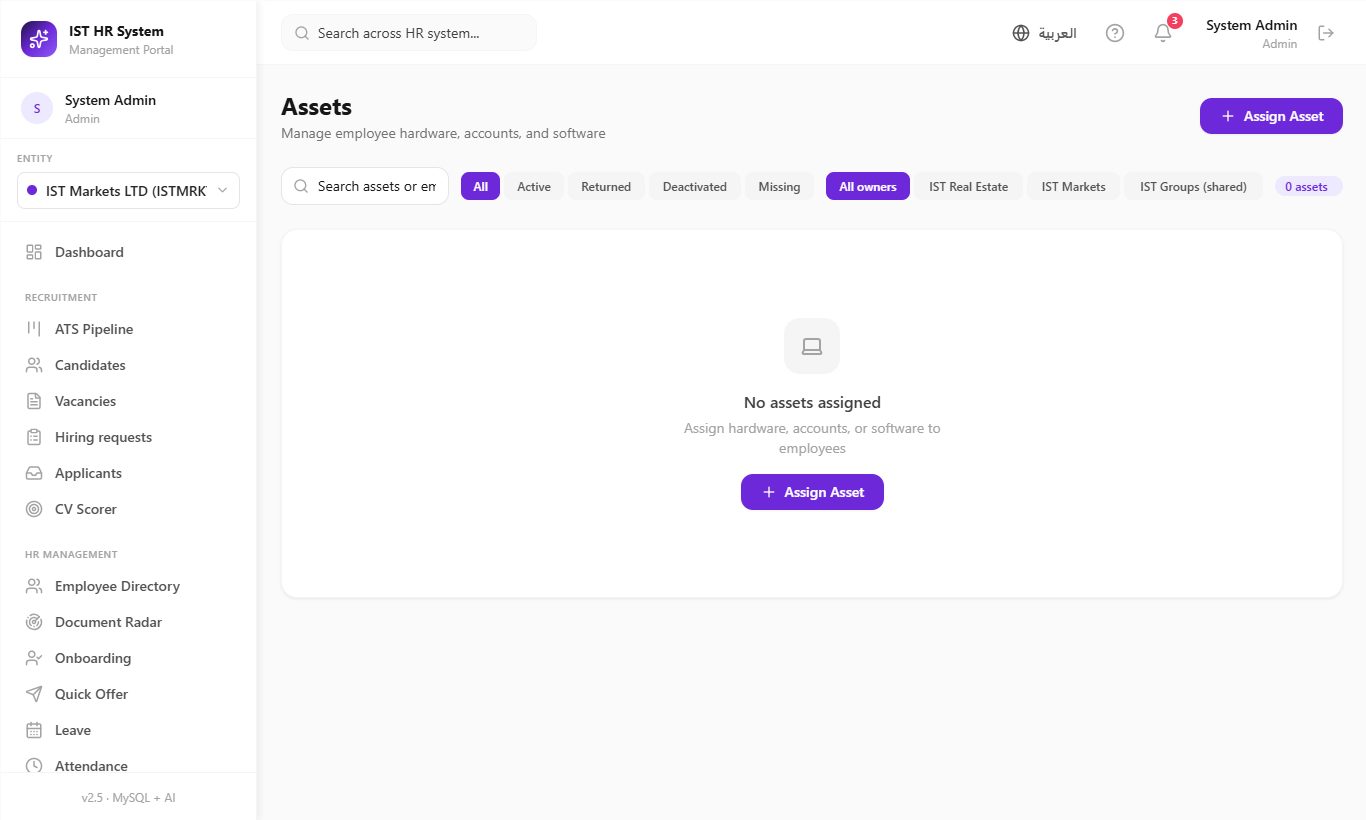 IST HR System
Management Portal
S
System Admin
Admin
ENTITY
IST Markets LTD (ISTMRK
Dashboard
RECRUITMENT
ATS Pipeline
Candidates
Vacancies
Hiring requests
Applicants
CV Scorer
HR MANAGEMENT
Employee Directory
Document Radar
Onboarding
Quick Offer
Leave
Attendance
v2.5 · MySQL + AI
Search across HR system...
العربية
3
System Admin
Admin
Assets
Manage employee hardware, accounts, and software
Assign Asset
Search assets or em
All
Active
Returned
Deactivated
Missing
All owners
IST Real Estate
IST Markets
IST Groups (shared)
0 assets
No assets assigned
Assign hardware, accounts, or software to
employees
Assign Asset